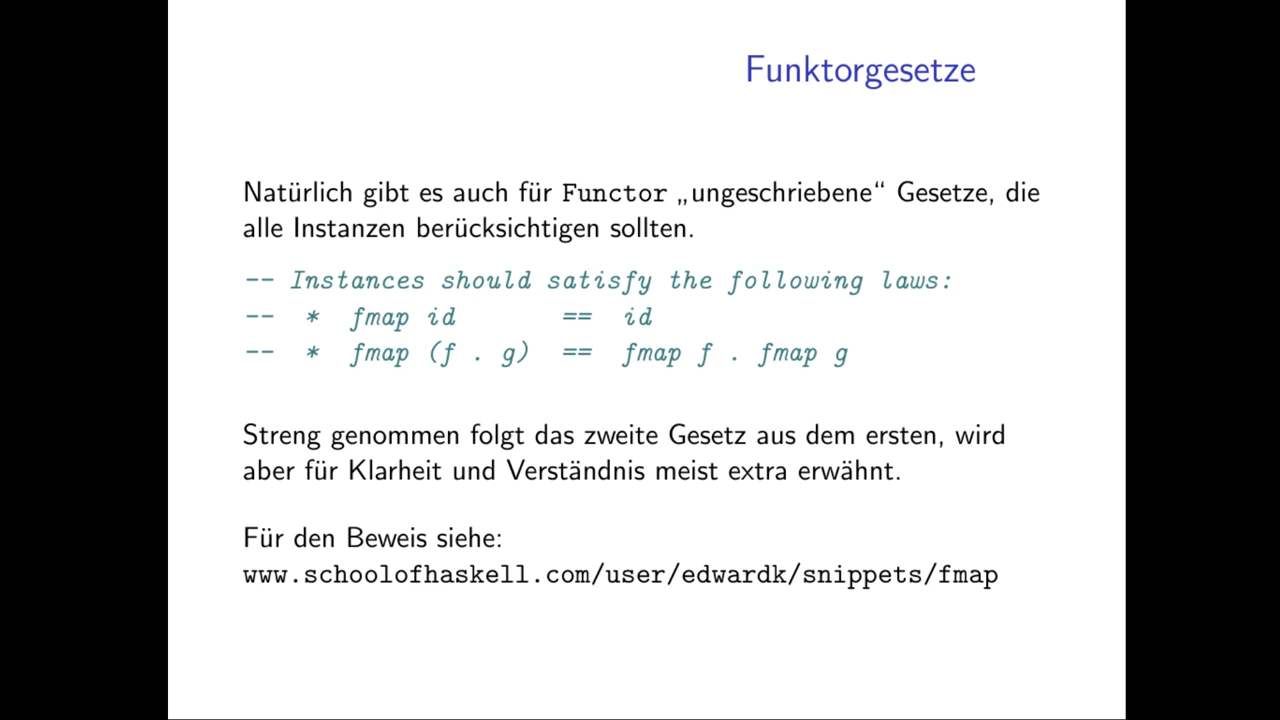 Funktorgesetze
Natürlich gibt es auch für Functor „ungeschriebene“ Gesetze, die
alle Instanzen berücksichtigen sollten.
-- Instances should satisfy the following laws:
-- * fmap id == id
-- * fmap (f . g) == fmap f . fmap g
Streng genommen folgt das zweite Gesetz aus dem ersten, wird
aber für Klarheit und Verständnis meist extra erwähnt.
Für den Beweis siehe:
www.schoolofhaskell.com/user/edwardk/snippets/fmap